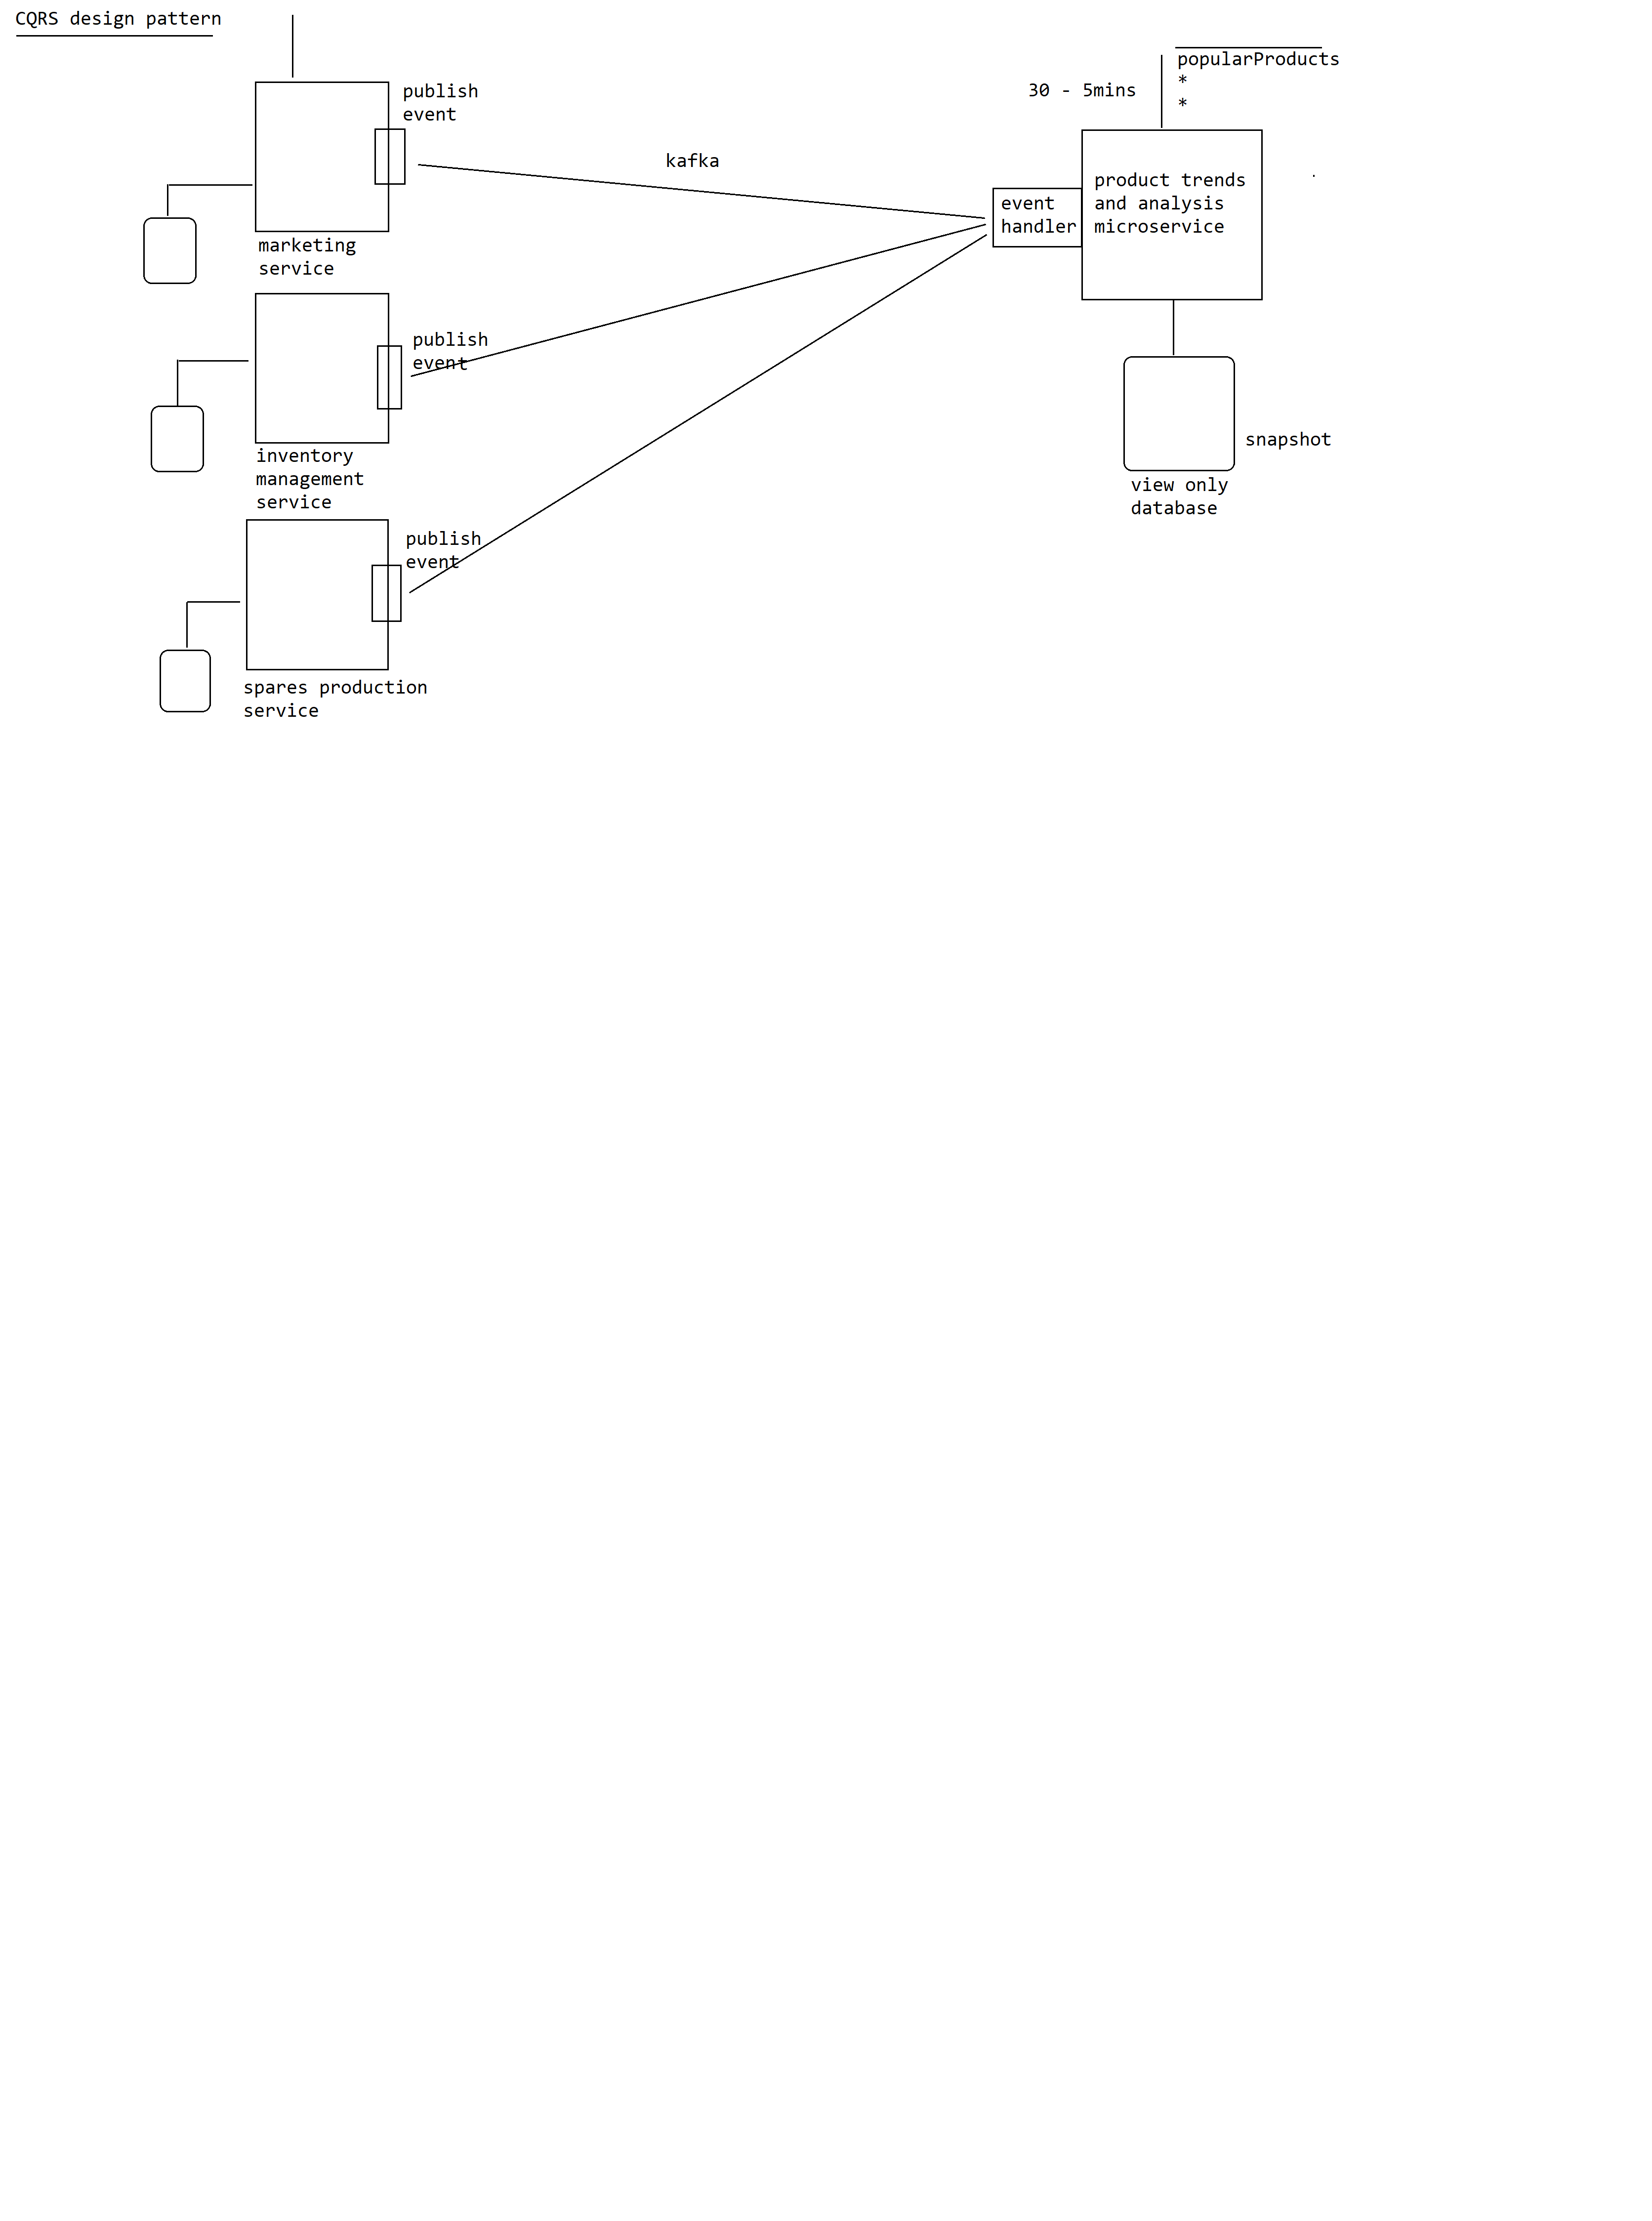 CQRS design pattern
publish
event
marketing
service
publish
event
inventory
management
service
publish
event
spares production
service
kafka
30 - 5mins
popularProducts
*
*
event
handler
product trends
and analysis
microservice
snapshot
view only
database